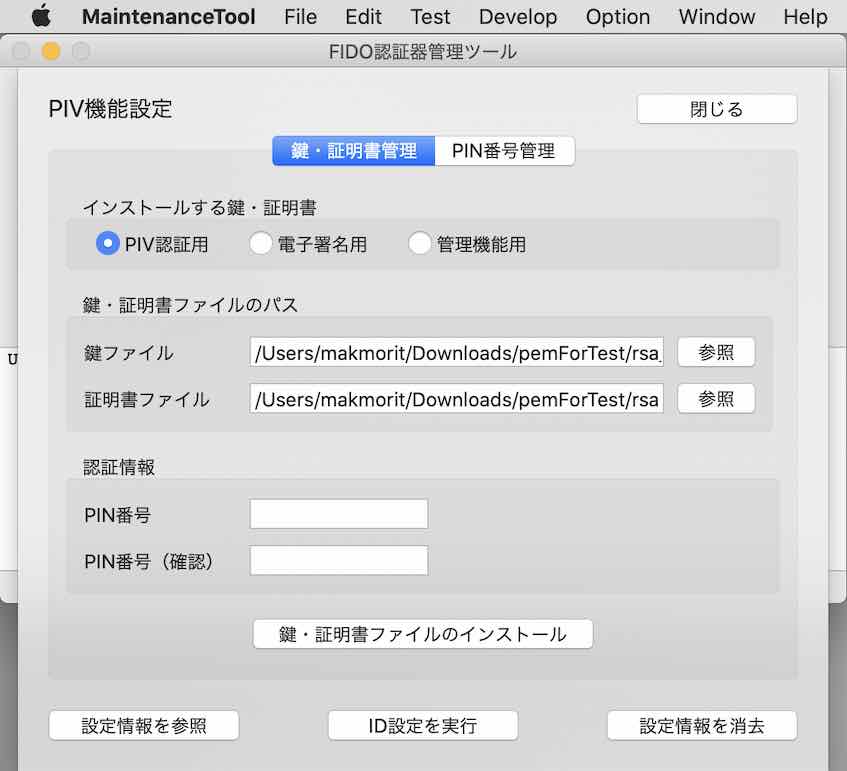 MaintenanceTool File Edit Test Develop Option Window Help
FIDO認証器管理ツール
PIV機能設定
閉じる
鍵・証明書管理 PIN番号管理
インストールする鍵・証明書
PIV認証用 電子署名用 管理機能用
鍵・証明書ファイルのパス
鍵ファイル /Users/makmorit/Downloads/pemForTest/rsa_ 参照
証明書ファイル /Users/makmorit/Downloads/pemForTest/rsa 参照
U
認証情報
PIN番号
PIN番号（確認）
鍵・証明書ファイルのインストール
設定情報を参照 ID設定を実行 設定情報を消去